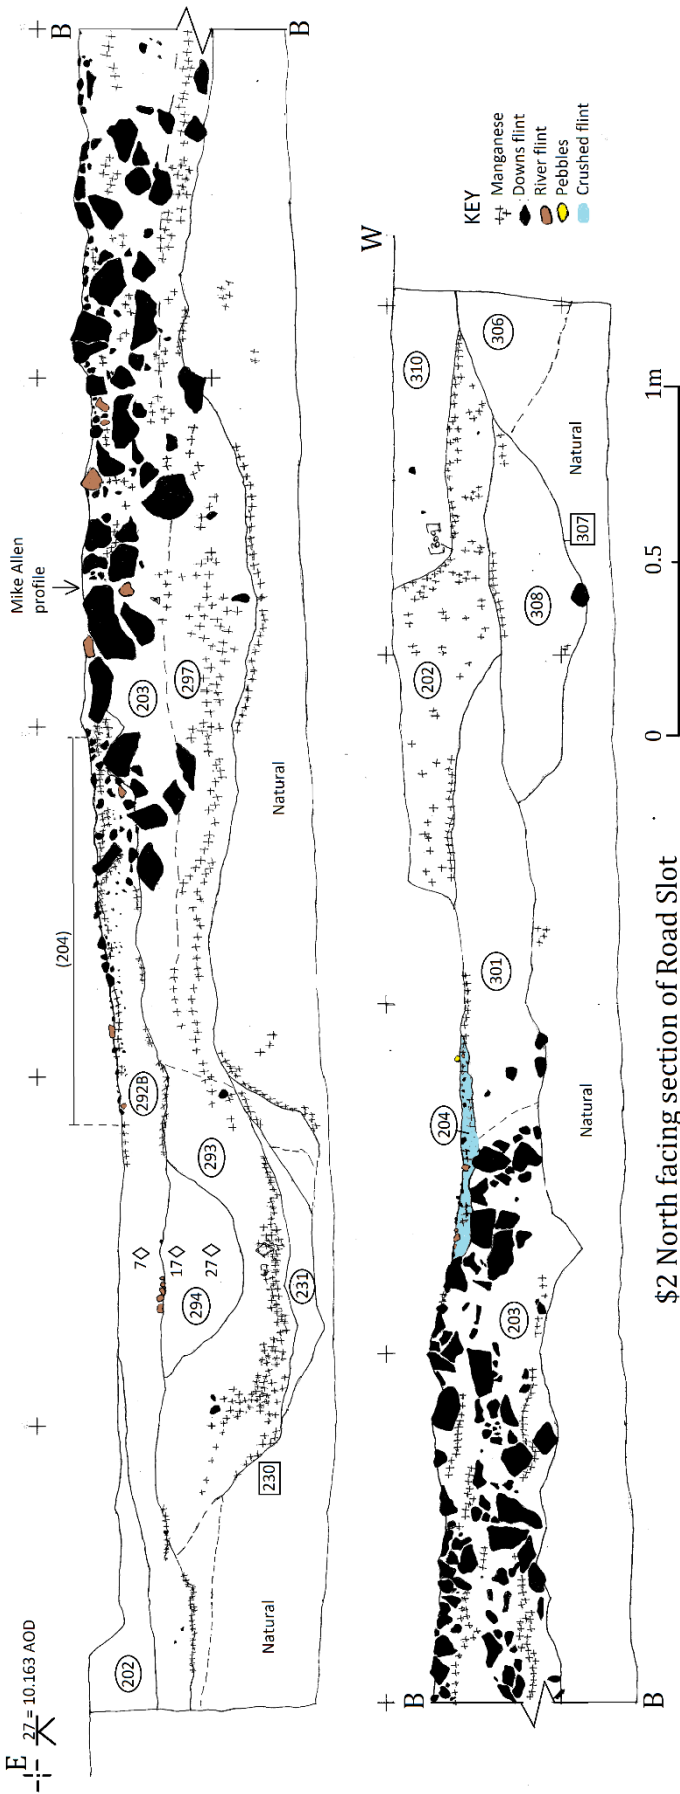 E
27 = 10.163 AOD
202
Natural
230
294
7
17
27
231
293
292B
(204)
Natural
203
297
Mike Allen
profile
B
B
B
B
203
204
Natural
301
202
308
307
309
310
306
Natural
W
KEY
Manganese
Downs flint
River flint
Pebbles
Crushed flint
0
0.5
1m
$2 North facing section of Road Slot